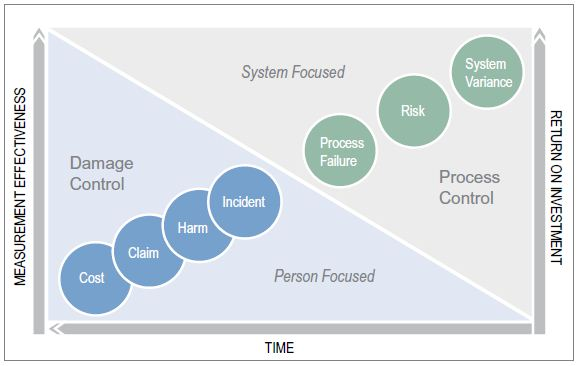 System Focused
System
Variance
Risk
Process
Failure
Damage
Control
Process
Control
Incident
Harm
Claim
Cost
Person Focused
MEASUREMENT EFFECTIVENESS
RETURN ON INVESTMENT
TIME